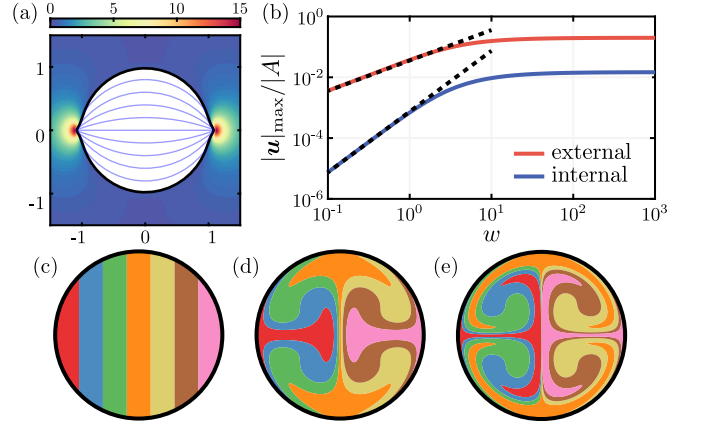 (a)
0 5 10 15
1
0
-1
-1 0 1
(b)
|u|max/|A|
10^0
10^-2
10^-4
10^-6
external
internal
10^-1 10^0 10^1 10^2 10^3
w
(c)
(d)
(e)